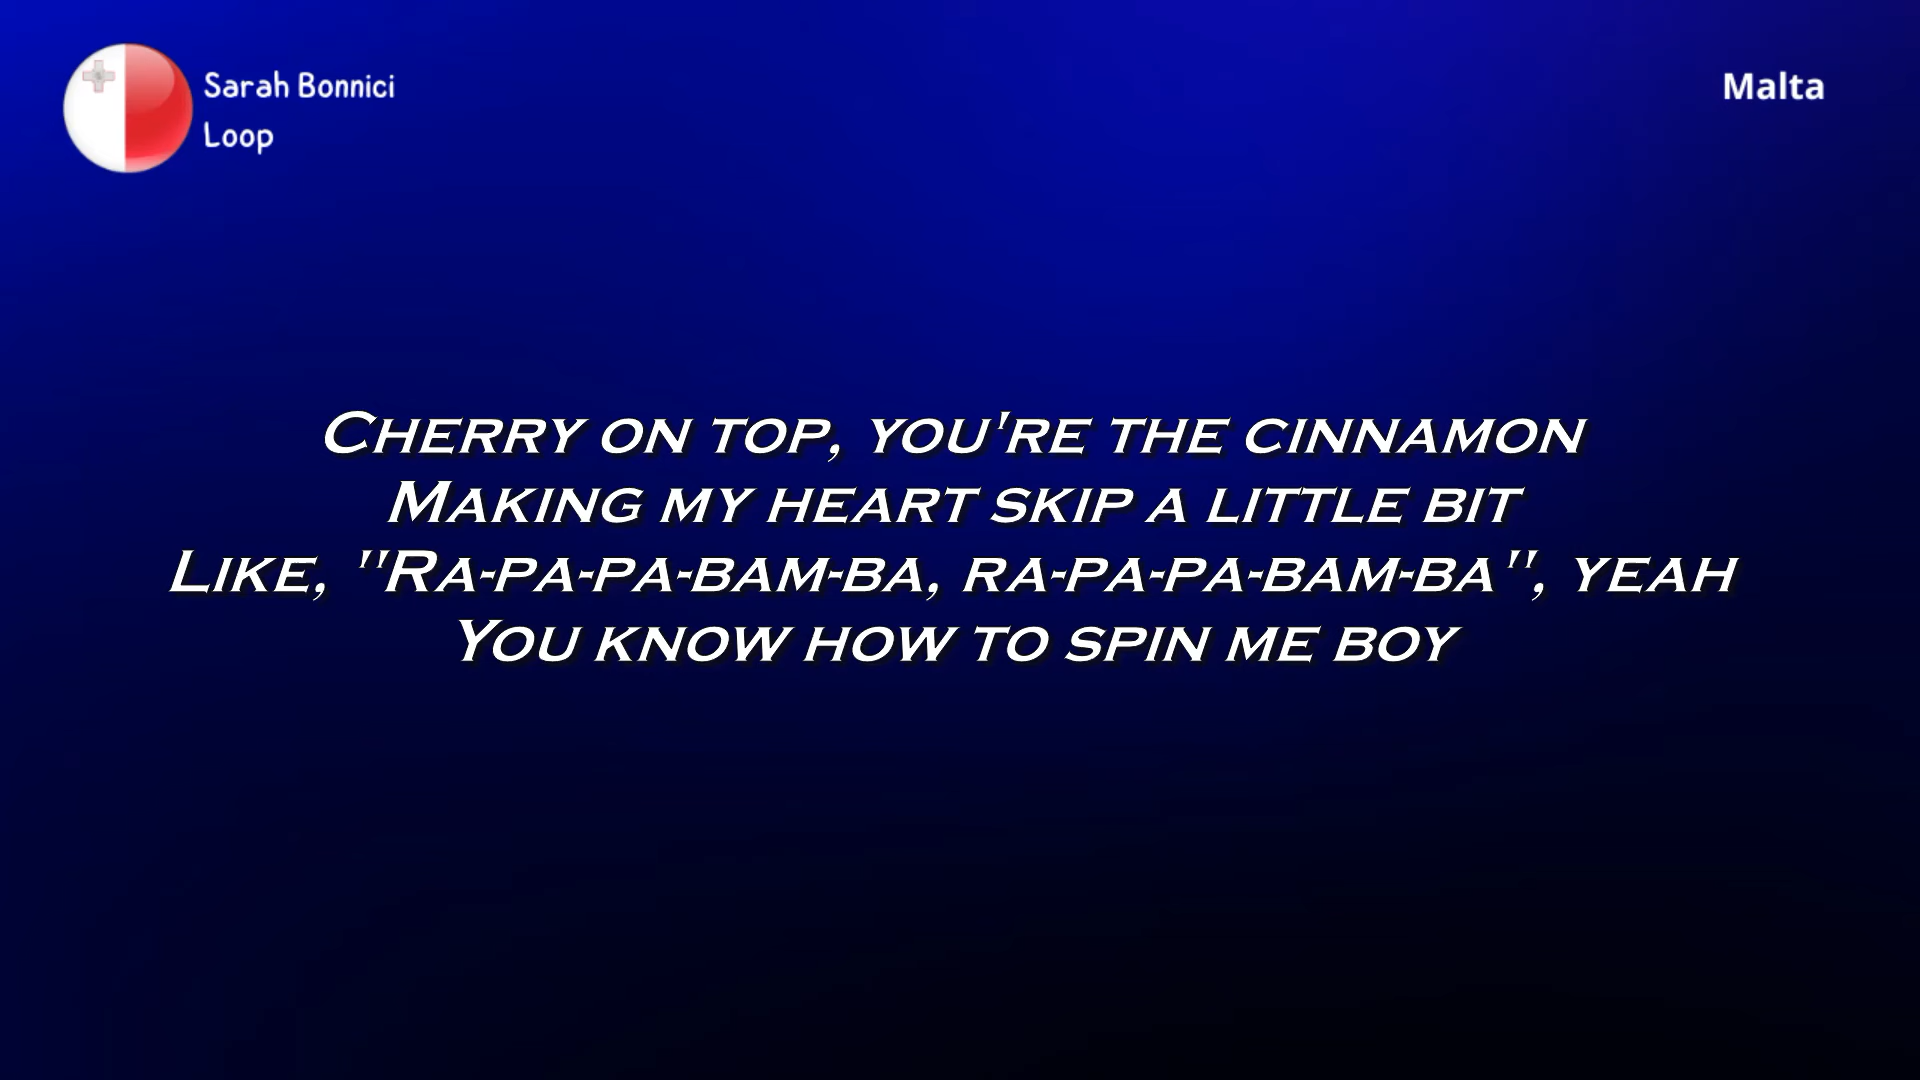 Sarah Bonnici
Loop
Malta
Cherry on top, you're the cinnamon
Making my heart skip a little bit
Like, "Ra-pa-pa-bam-ba, ra-pa-pa-bam-ba", yeah
You know how to spin me boy